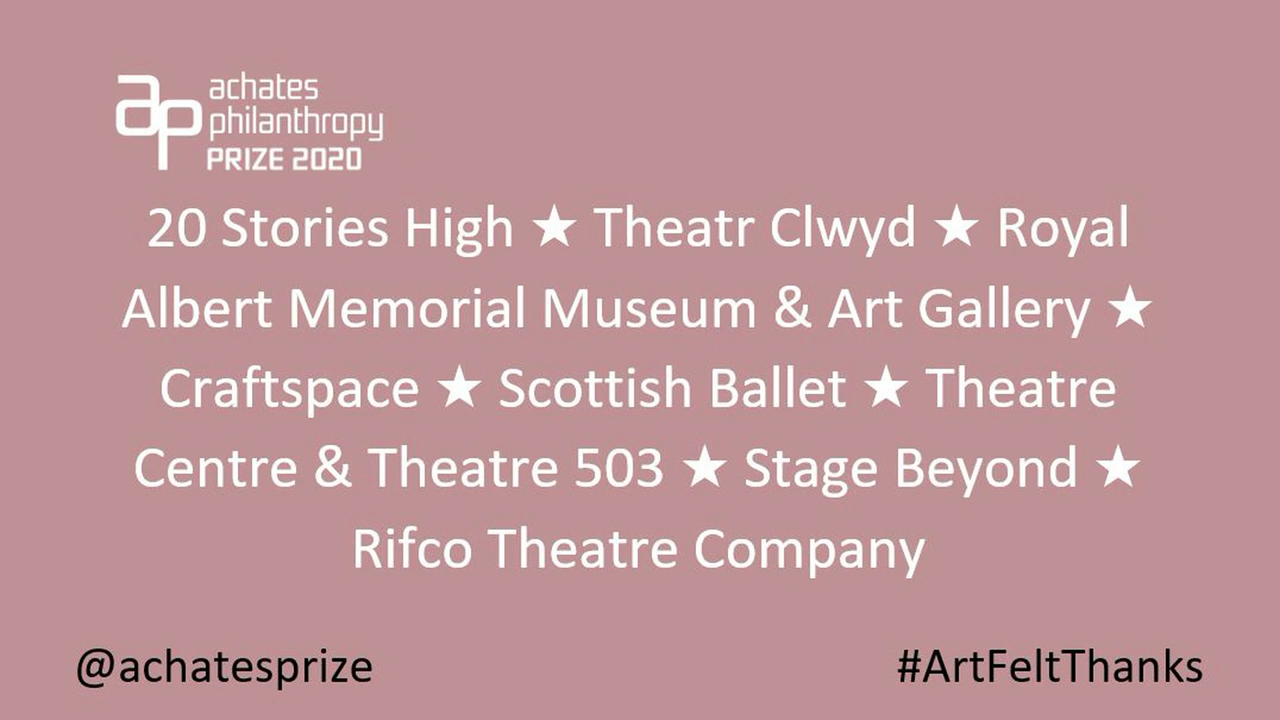 achates
philanthropy
PRIZE 2020
20 Stories High ★ Theatr Clwyd ★ Royal
Albert Memorial Museum & Art Gallery ★
Craftspace ★ Scottish Ballet ★ Theatre
Centre & Theatre 503 ★ Stage Beyond ★
Rifco Theatre Company
@achatesprize
#ArtFeltThanks